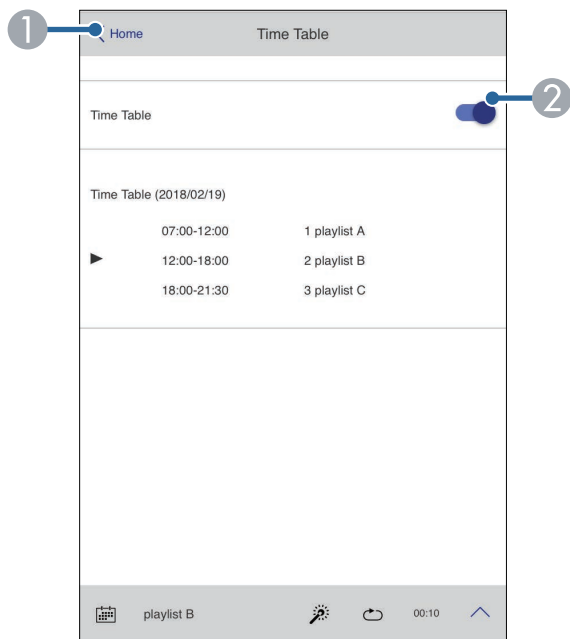 1
Home
Time Table
2
Time Table
Time Table (2018/02/19)
07:00-12:00 1 playlist A
12:00-18:00 2 playlist B
18:00-21:30 3 playlist C
playlist B 00:10